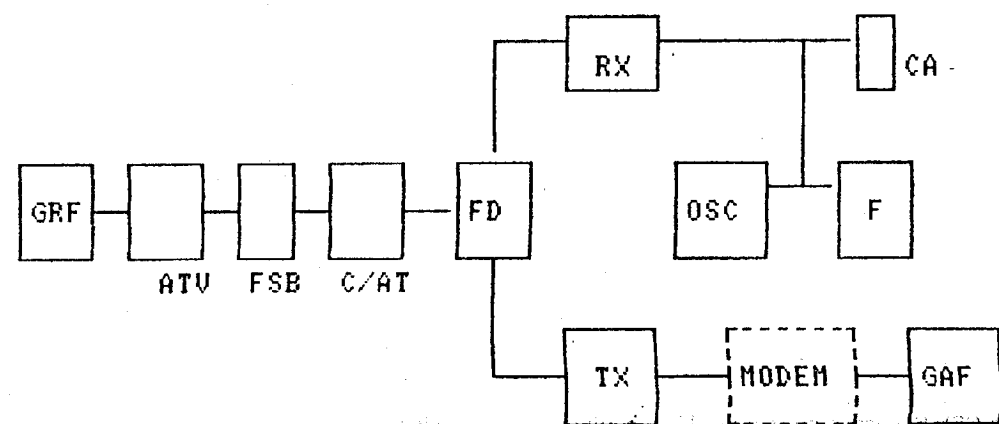 RX
CA
GRF
FD
OSC
F
ATV
FSB
C/AT
TX
MODEM
GAF